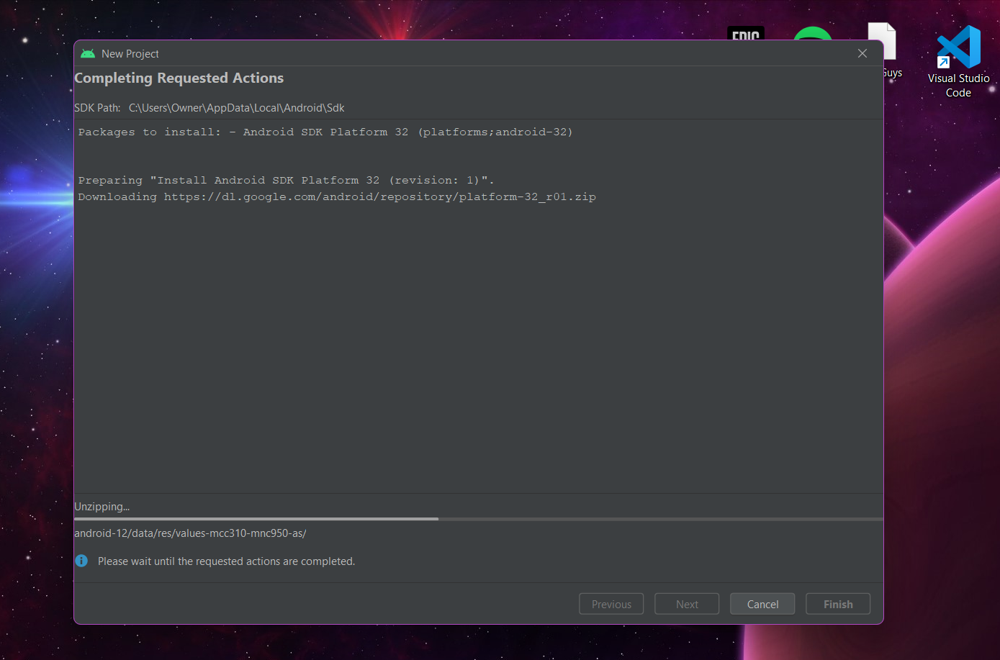 EPIC
New Project
Guys
Visual Studio
Code
Completing Requested Actions
SDK Path: C:\Users\Owner\AppData\Local\Android\Sdk
Packages to install: - Android SDK Platform 32 (platforms;android-32)
Preparing "Install Android SDK Platform 32 (revision: 1)".
Downloading https://dl.google.com/android/repository/platform-32_r01.zip
Unzipping...
android-12/data/res/values-mcc310-mnc950-as/
Please wait until the requested actions are completed.
Previous
Next
Cancel
Finish